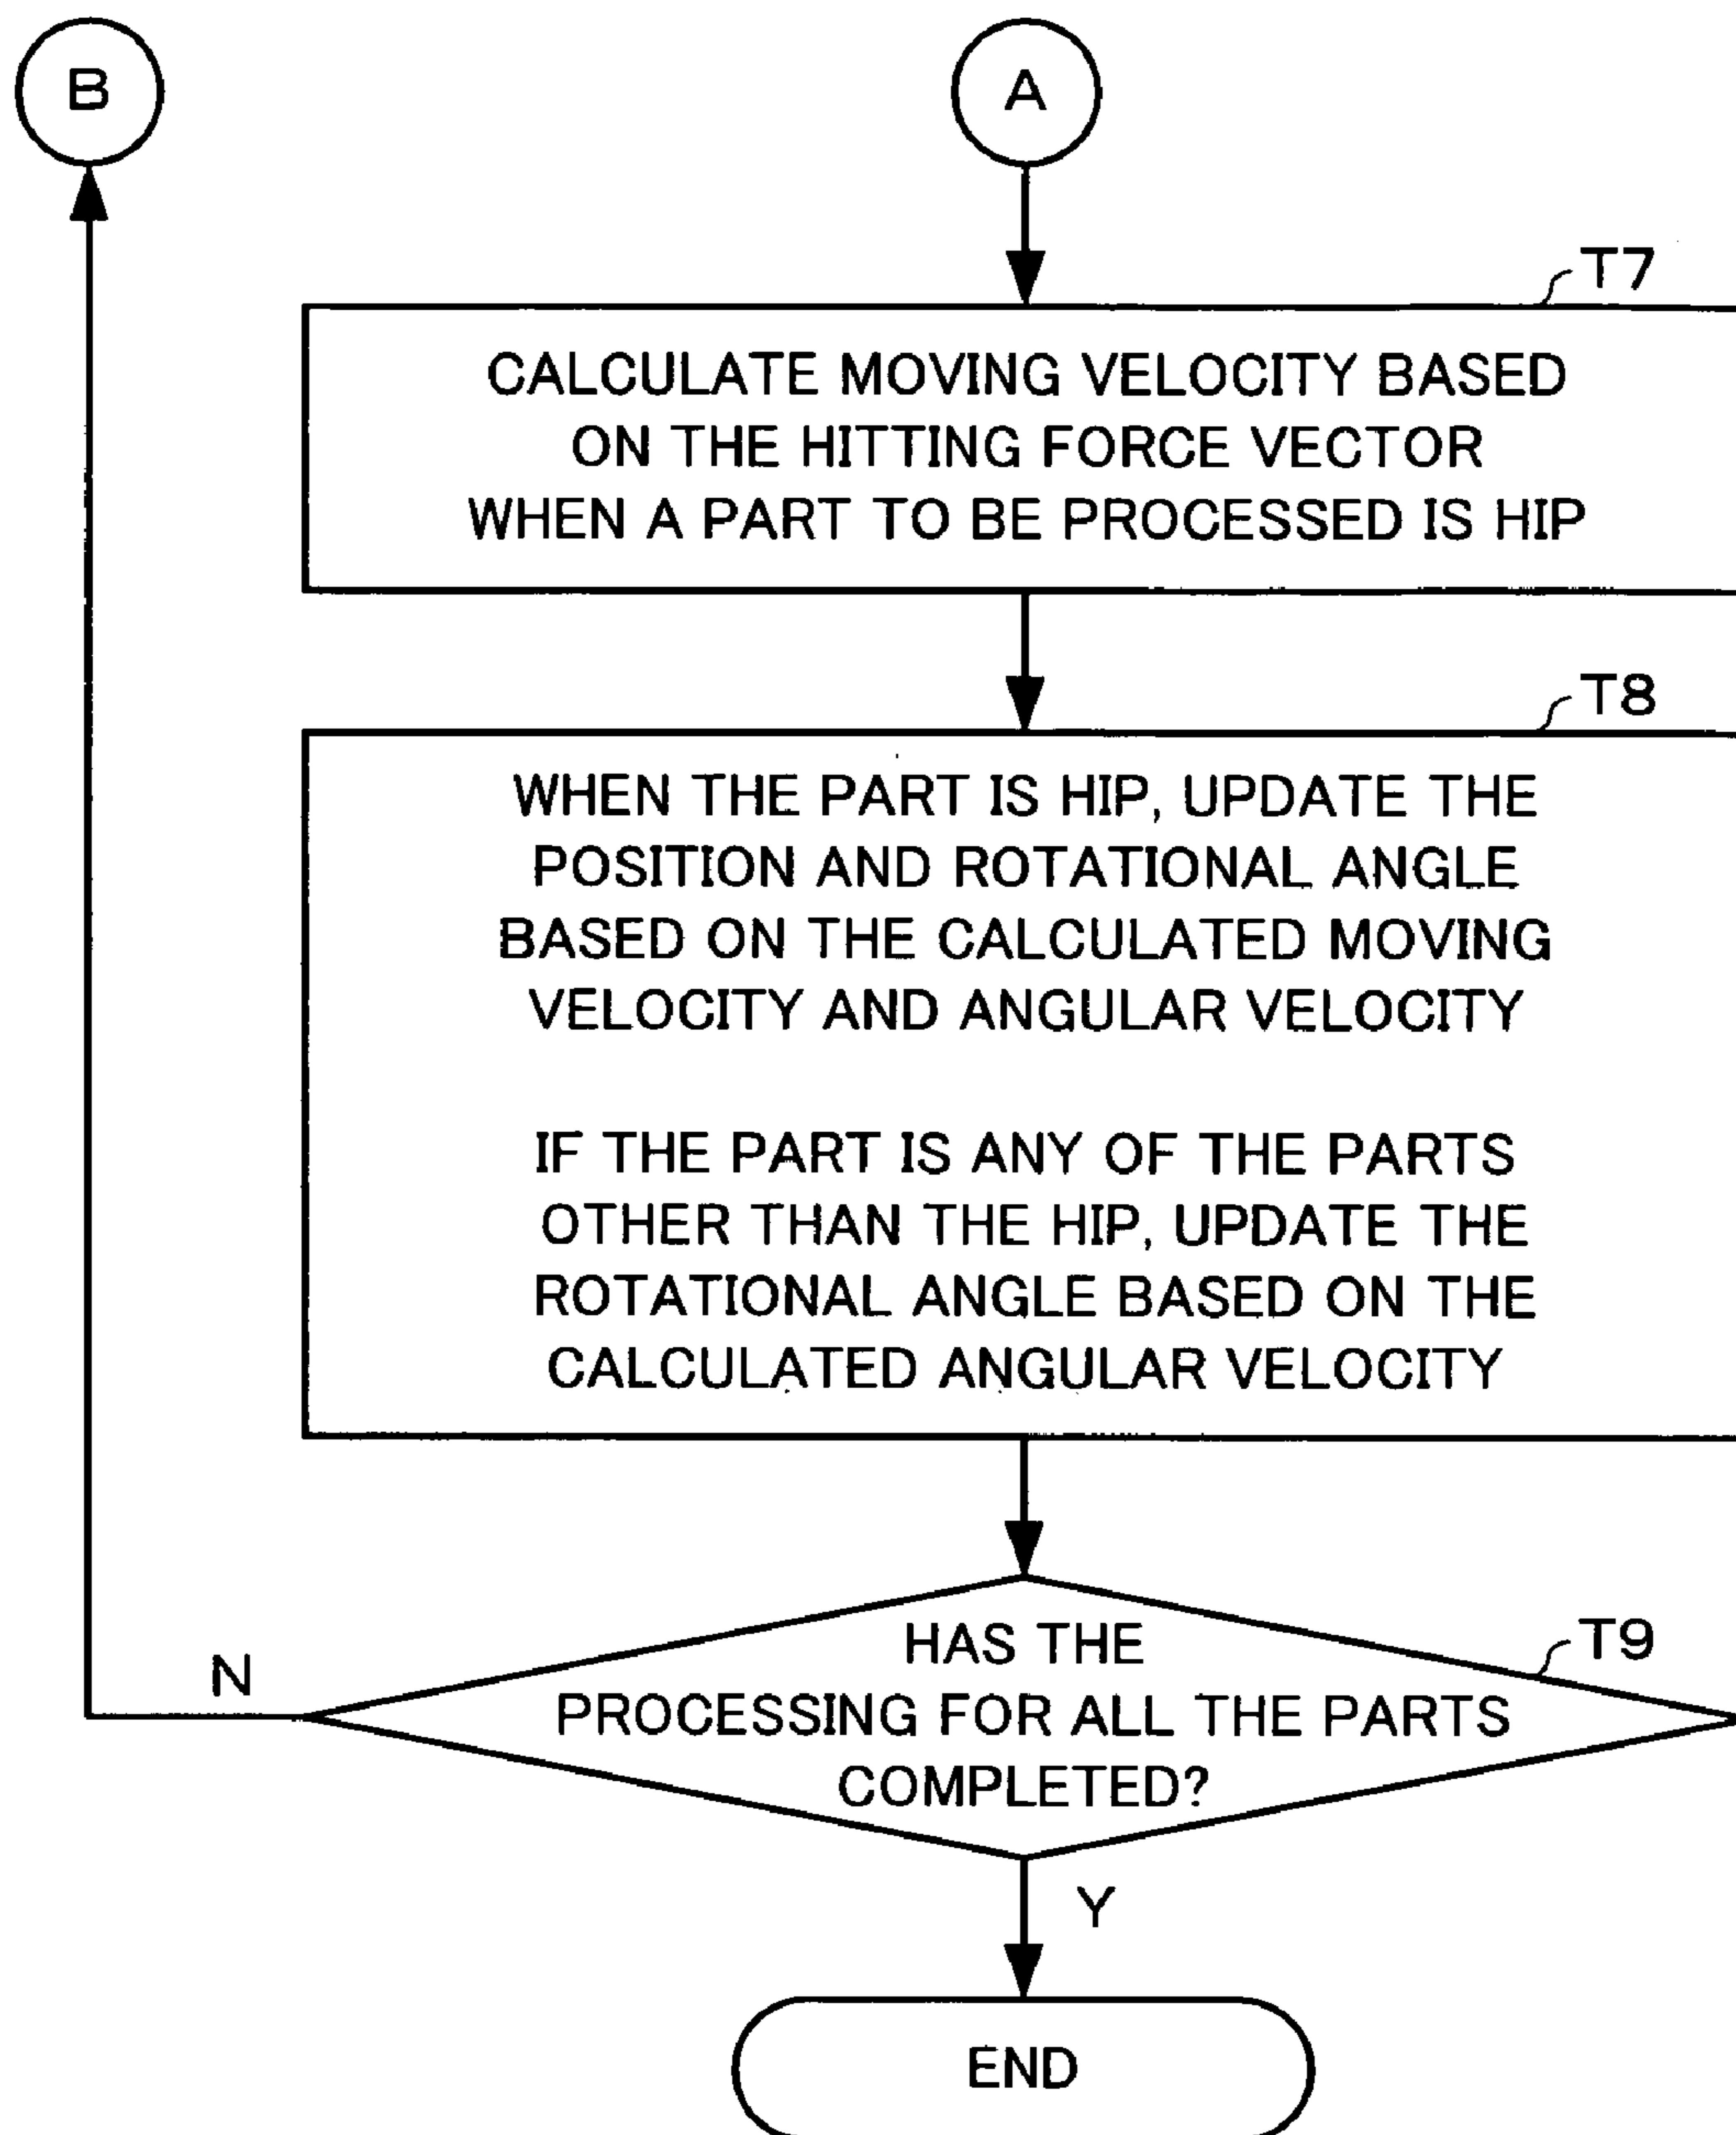 B
A
T7
CALCULATE MOVING VELOCITY BASED
ON THE HITTING FORCE VECTOR
WHEN A PART TO BE PROCESSED IS HIP
T8
WHEN THE PART IS HIP, UPDATE THE
POSITION AND ROTATIONAL ANGLE
BASED ON THE CALCULATED MOVING
VELOCITY AND ANGULAR VELOCITY
IF THE PART IS ANY OF THE PARTS
OTHER THAN THE HIP, UPDATE THE
ROTATIONAL ANGLE BASED ON THE
CALCULATED ANGULAR VELOCITY
T9
HAS THE
PROCESSING FOR ALL THE PARTS
COMPLETED?
N
Y
END